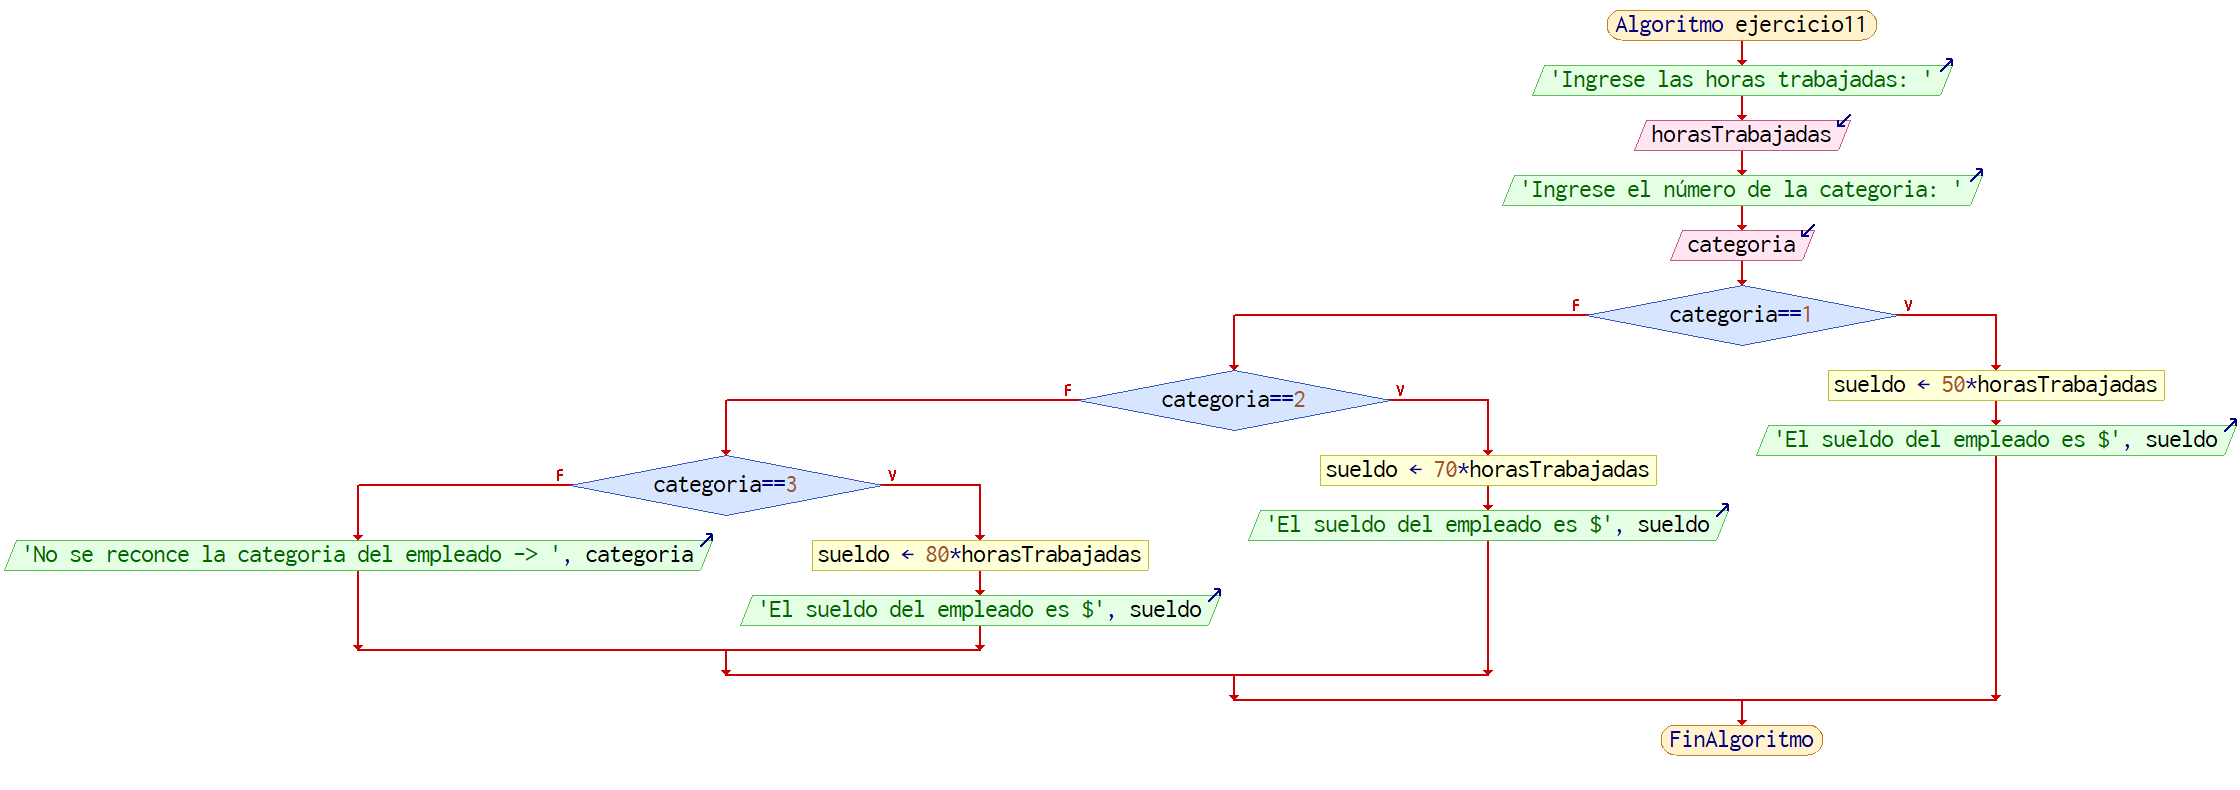 Algoritmo ejercicio11
'Ingrese las horas trabajadas: '
horasTrabajadas
'Ingrese el número de la categoria: '
categoria
categoria==1
F
V
categoria==2
F
V
sueldo ← 50*horasTrabajadas
'El sueldo del empleado es $', sueldo
categoria==3
F
V
sueldo ← 70*horasTrabajadas
'El sueldo del empleado es $', sueldo
'No se reconce la categoria del empleado -> ', categoria
sueldo ← 80*horasTrabajadas
'El sueldo del empleado es $', sueldo
FinAlgoritmo